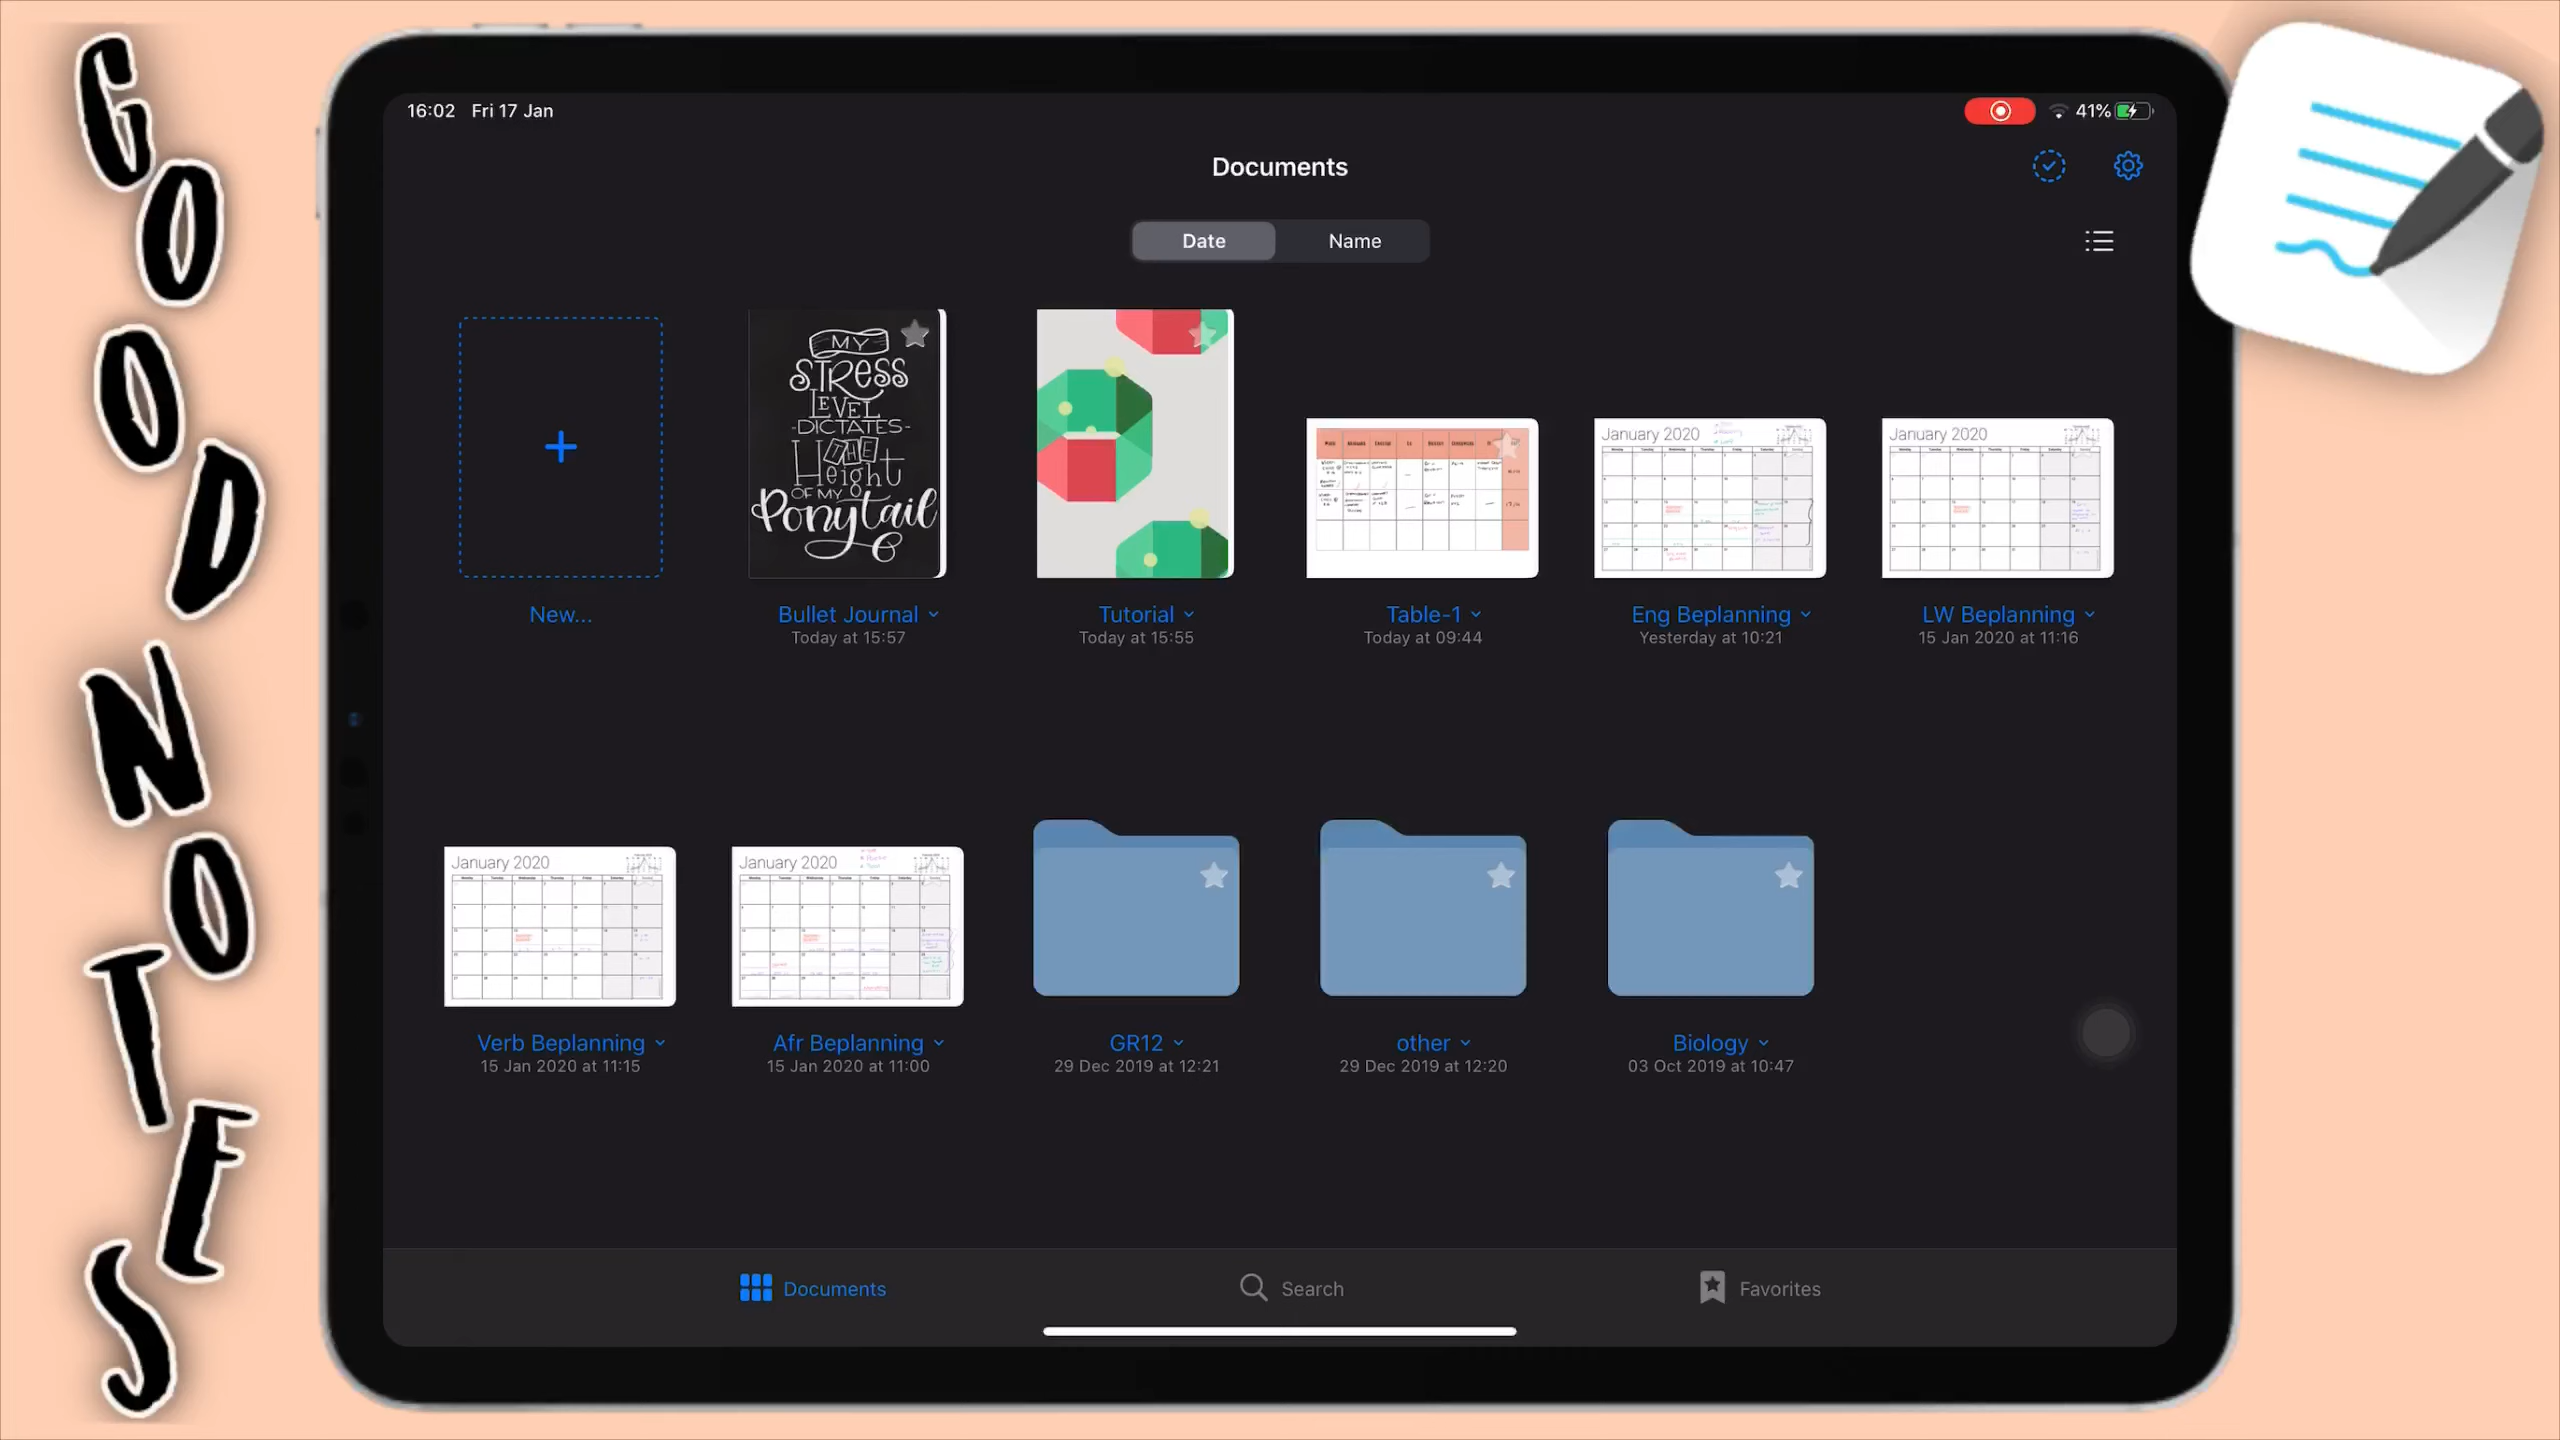 GOOD NOTES
16:02 Fri 17 Jan
41%
Documents
Date Name
MY
STRESS
LEVEL
-DICTATES-
THE
Height
OF MY
Ponytail
January 2020
January 2020
New...
Bullet Journal
Today at 15:57
Tutorial
Today at 15:55
Table-1
Today at 09:44
Eng Beplanning
Yesterday at 10:21
LW Beplanning
15 Jan 2020 at 11:16
January 2020
January 2020
Verb Beplanning
15 Jan 2020 at 11:15
Afr Beplanning
15 Jan 2020 at 11:00
GR12
29 Dec 2019 at 12:21
other
29 Dec 2019 at 12:20
Biology
03 Oct 2019 at 10:47
Documents
Search
Favorites